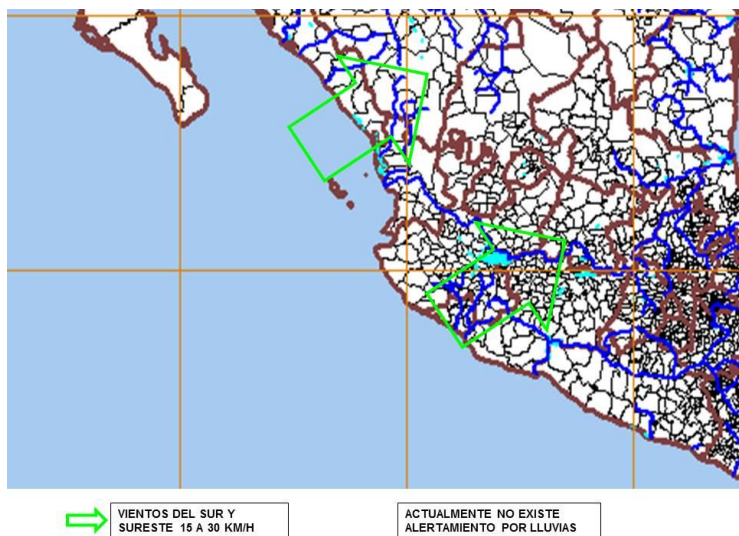 VIENTOS DEL SUR Y
SURESTE 15 A 30 KM/H
ACTUALMENTE NO EXISTE
ALERTAMIENTO POR LLUVIAS